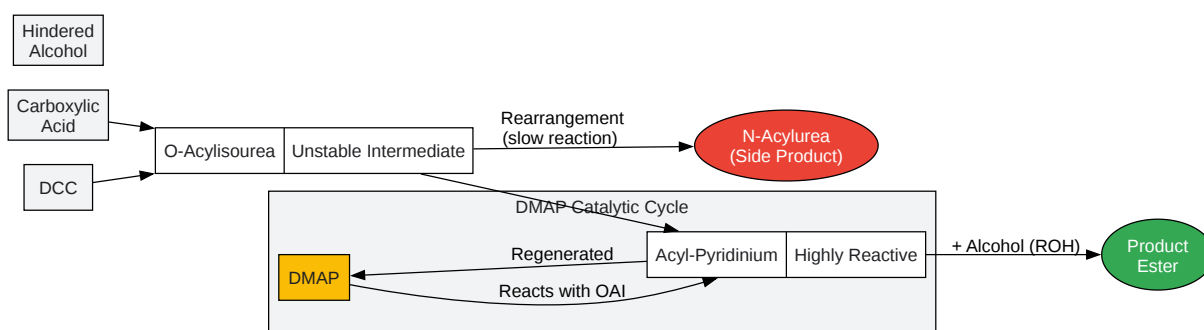 Hindered
Alcohol
Carboxylic
Acid
DCC
O-Acylisourea
Unstable Intermediate
Rearrangement
(slow reaction)
N-Acylurea
(Side Product)
DMAP Catalytic Cycle
DMAP
Regenerated
Reacts with OAI
Acyl-Pyridinium
Highly Reactive
+ Alcohol (ROH)
Product
Ester